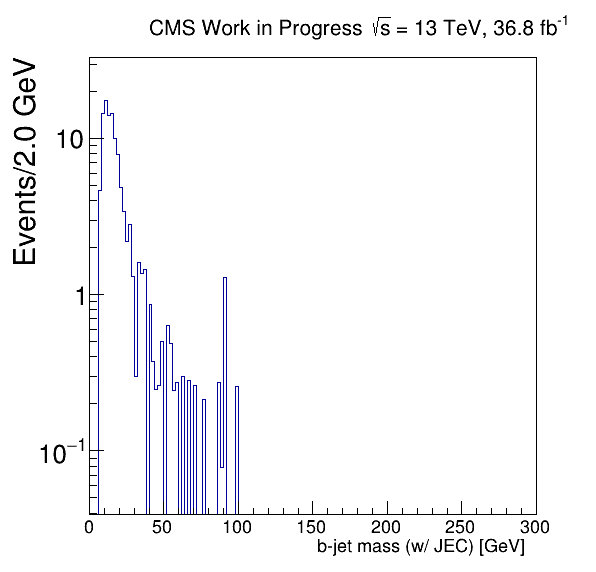 CMS Work in Progress √s = 13 TeV, 36.8 fb⁻¹
Events/2.0 GeV
10
1
10⁻¹
0 50 100 150 200 250 300
b-jet mass (w/ JEC) [GeV]